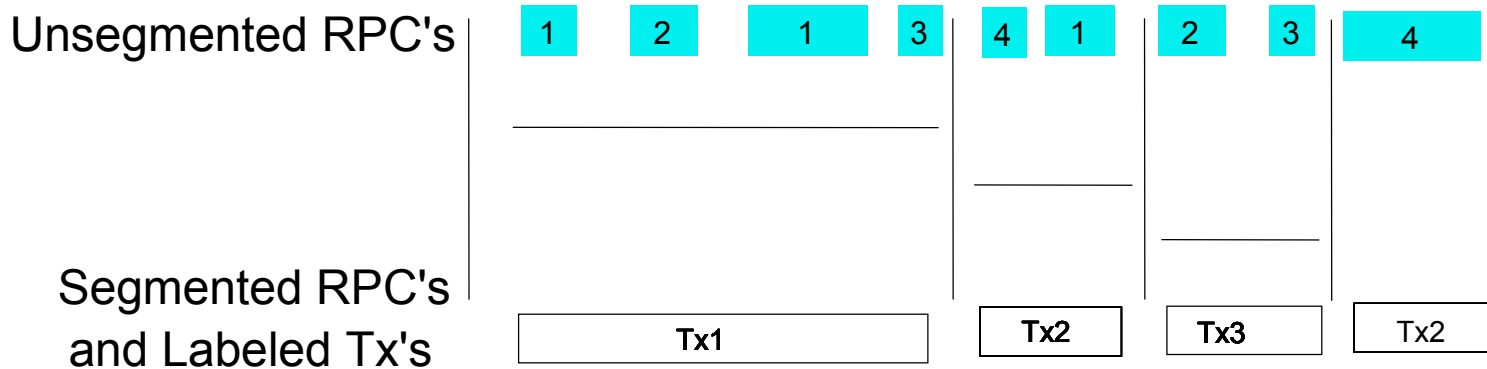 Unsegmented RPC's 1 2 1 3 4 1 2 3 4
Segmented RPC's
and Labeled Tx's
Tx1 Tx2 Tx3 Tx2